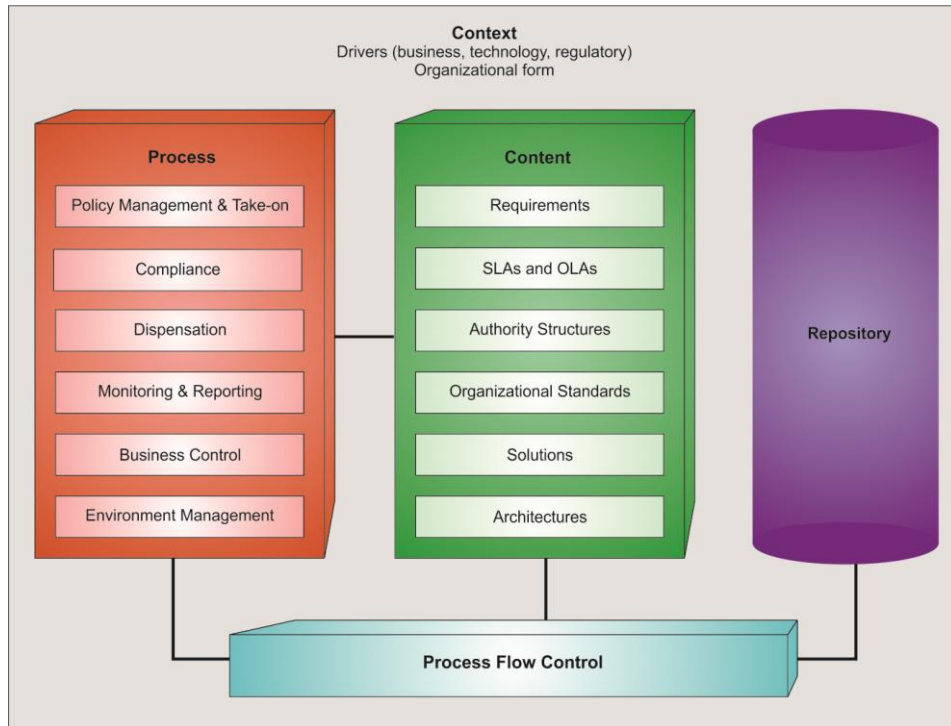 Context
Drivers (business, technology, regulatory)
Organizational form
Process
Policy Management & Take-on
Compliance
Dispensation
Monitoring & Reporting
Business Control
Environment Management
Content
Requirements
SLAs and OLAs
Authority Structures
Organizational Standards
Solutions
Architectures
Repository
Process Flow Control